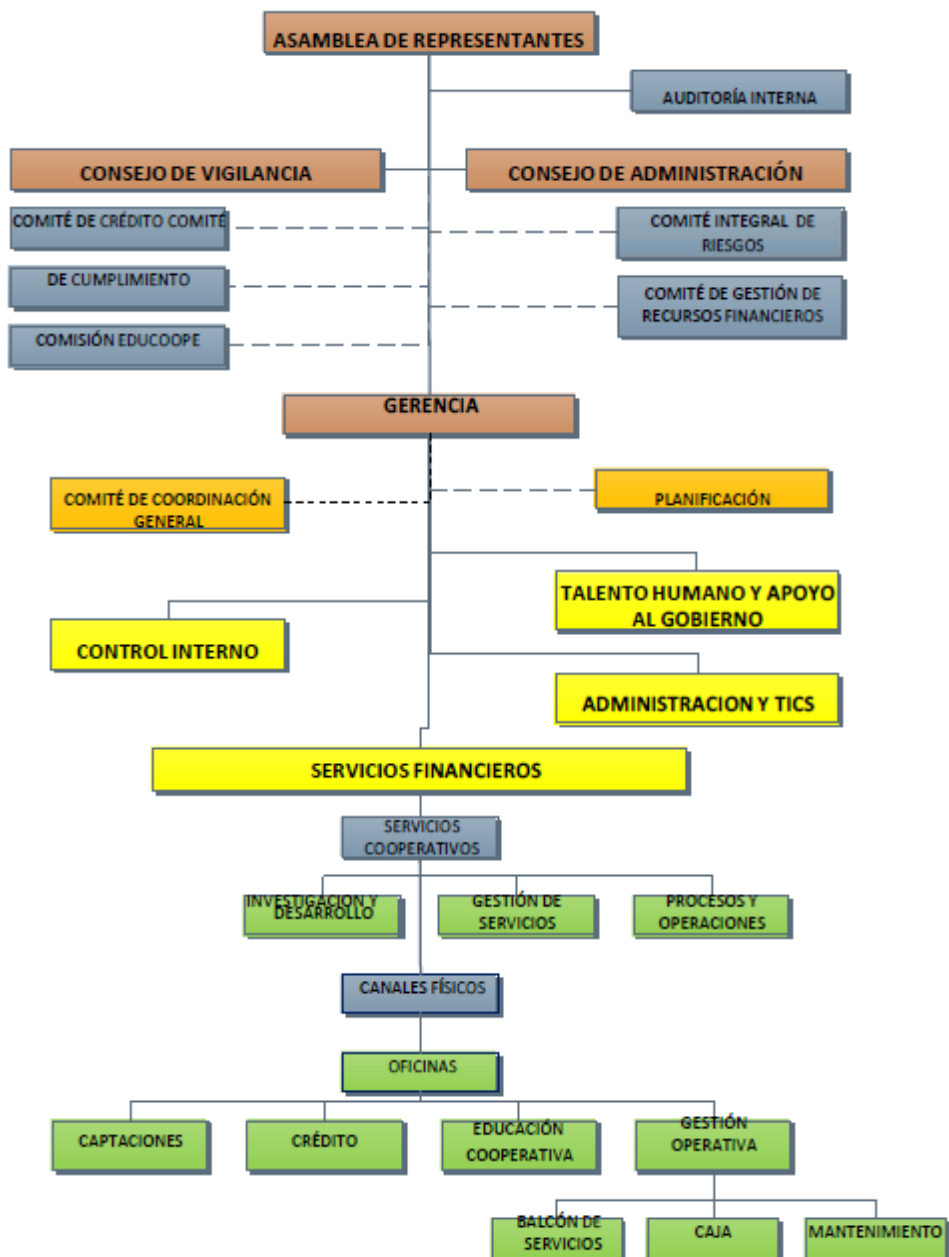 ASAMBLEA DE REPRESENTANTES
AUDITORÍA INTERNA
CONSEJO DE VIGILANCIA
CONSEJO DE ADMINISTRACIÓN
COMITÉ DE CRÉDITO COMITÉ
COMITÉ INTEGRAL DE
RIESGOS
DE CUMPLIMIENTO
COMITÉ DE GESTIÓN DE
RECURSOS FINANCIEROS
COMISIÓN EDUCOOPE
GERENCIA
COMITÉ DE COORDINACIÓN
GENERAL
PLANIFICACIÓN
TALENTO HUMANO Y APOYO
AL GOBIERNO
CONTROL INTERNO
ADMINISTRACION Y TICS
SERVICIOS FINANCIEROS
SERVICIOS
COOPERATIVOS
INVESTIGACION Y
DESARROLLO
GESTIÓN DE
SERVICIOS
PROCESOS Y
OPERACIONES
CANALES FÍSICOS
OFICINAS
CAPTACIONES
CRÉDITO
EDUCACIÓN
COOPERATIVA
GESTIÓN
OPERATIVA
BALCÓN DE
SERVICIOS
CAJA
MANTENIMIENTO